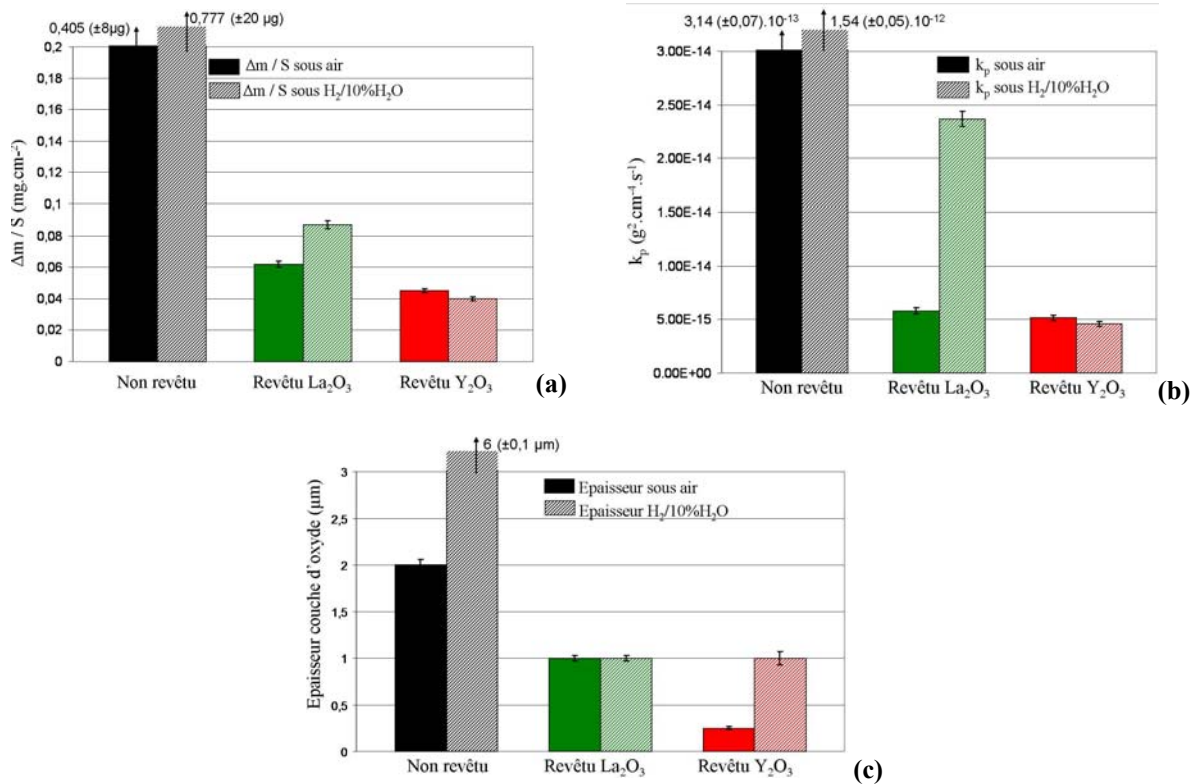 0,405 (±8µg)
0,777 (±20 µg)
0,2
0,18
0,16
0,14
0,12
0,1
0,08
0,06
0,04
0,02
0
Δm / S (mg.cm-²)
Δm / S sous air
Δm / S sous H₂/10%H₂O
Non revêtu
Revêtu La₂O₃
Revêtu Y₂O₃
(a)
3,14 (±0,07).10⁻¹³
1,54 (±0,05).10⁻¹²
3.00E-14
2.50E-14
2.00E-14
1.50E-14
1.00E-14
5.00E-15
0.00E+00
kₚ (g².cm⁻⁴.s⁻¹)
kₚ sous air
kₚ sous H₂/10%H₂O
Non revêtu
Revêtu La₂O₃
Revêtu Y₂O₃
(b)
6 (±0,1 µm)
3
2,5
2
1,5
1
0,5
0
Epaisseur couche d'oxyde (µm)
Epaisseur sous air
Epaisseur H₂/10%H₂O
Non revêtu
Revêtu La₂O₃
Revêtu Y₂O₃
(c)